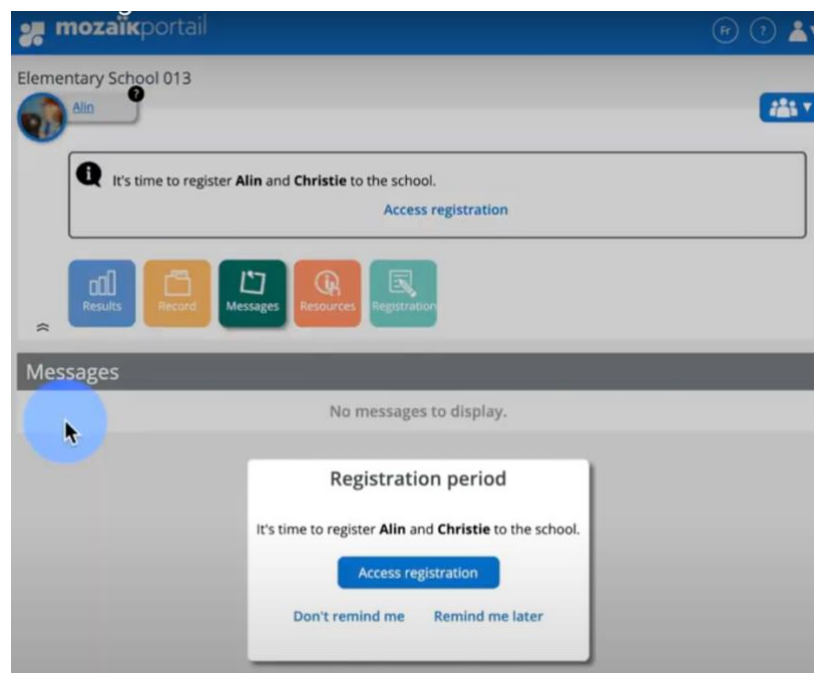 mozaïkportail
Fr ?
Elementary School 013
Alin ?
It's time to register Alin and Christie to the school.
Access registration
Results Record Messages Resources Registration
Messages
No messages to display.
Registration period
It's time to register Alin and Christie to the school.
Access registration
Don't remind me Remind me later